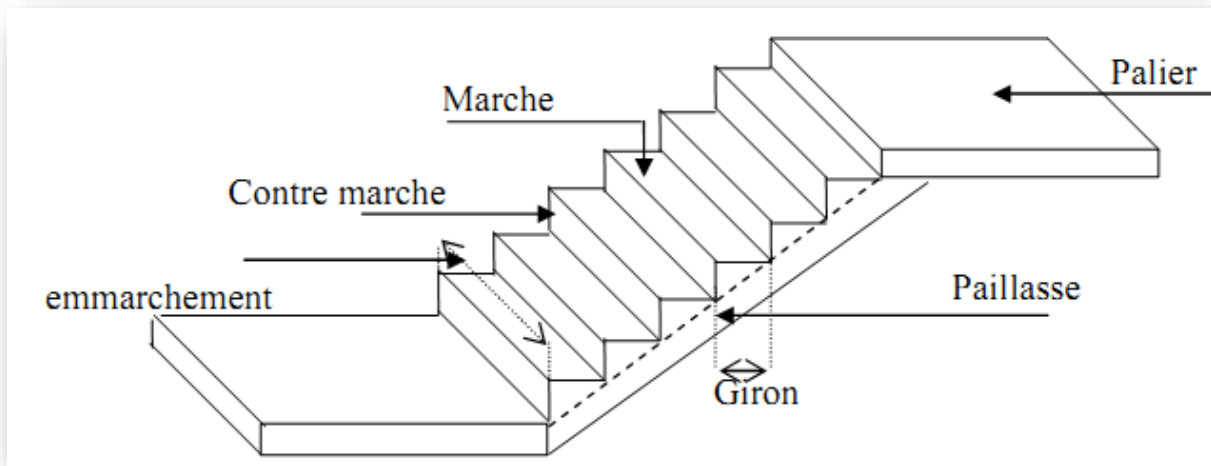 Palier
Marche
Contre marche
emmarchement
Paillasse
Giron